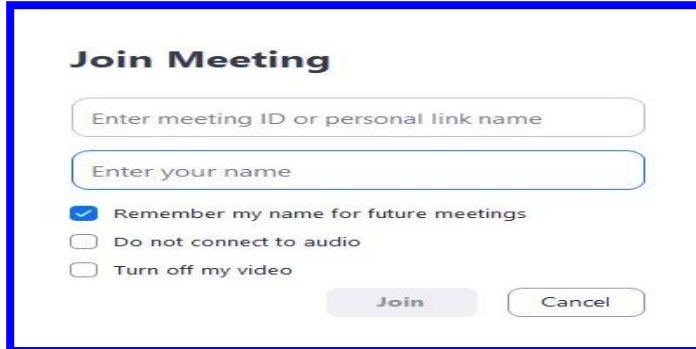 Join Meeting
Enter meeting ID or personal link name
Enter your name
Remember my name for future meetings
Do not connect to audio
Turn off my video
Join Cancel